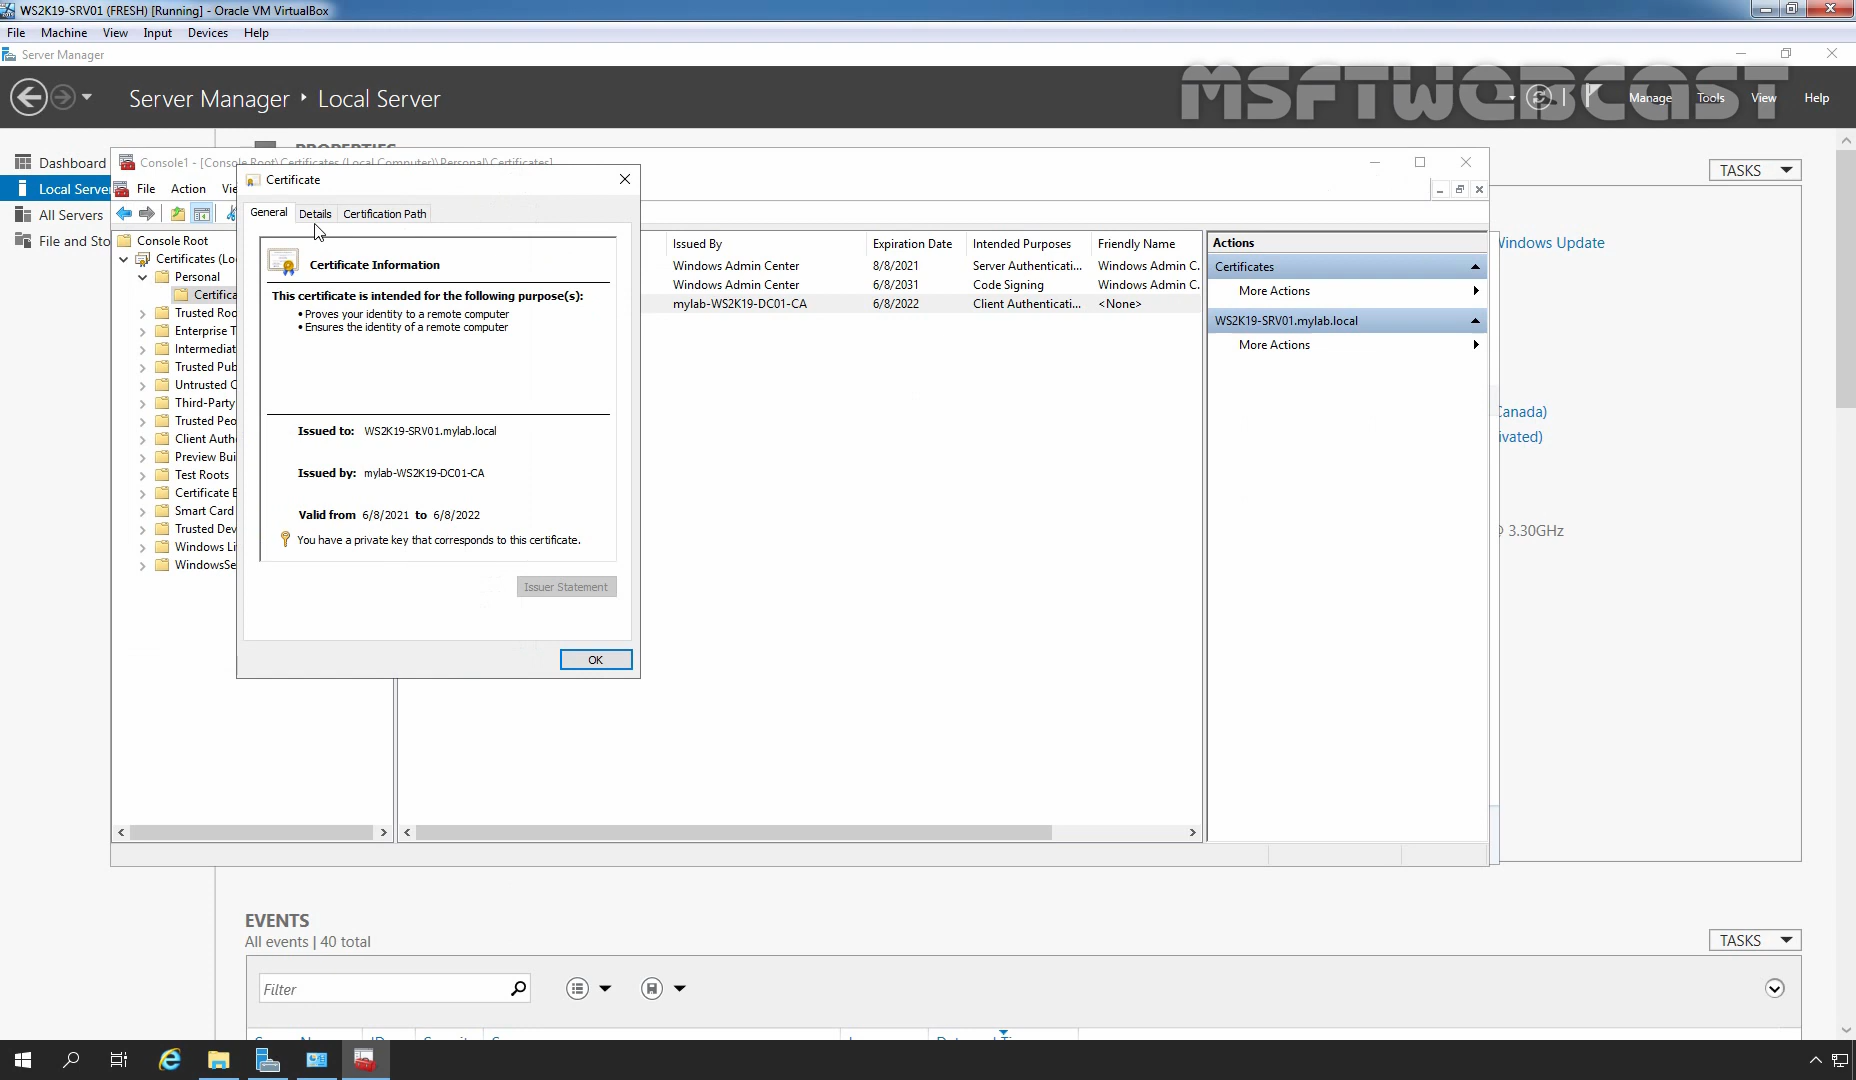 WS2K19-SRV01 (FRESH) [Running] - Oracle VM VirtualBox
File Machine View Input Devices Help
Server Manager
Server Manager • Local Server
MSFTWEBCAST
Manage Tools View Help
Dashboard
Local Server
All Servers
File and Sto
PROPERTIES
TASKS
Console1 - [Console Root\Certificates (Local Computer)\Personal\Certificates]
File Action Vie
Console Root
Certificates (Lo
Personal
Certifica
Trusted Roo
Enterprise T
Intermediat
Trusted Pub
Untrusted C
Third-Party
Trusted Peo
Client Auth
Preview Bui
Test Roots
Certificate E
Smart Card
Trusted Dev
Windows Li
WindowsSe
Certificate
General Details Certification Path
Certificate Information
This certificate is intended for the following purpose(s):
• Proves your identity to a remote computer
• Ensures the identity of a remote computer
Issued to: WS2K19-SRV01.mylab.local
Issued by: mylab-WS2K19-DC01-CA
Valid from 6/8/2021 to 6/8/2022
You have a private key that corresponds to this certificate.
Issuer Statement
OK
Issued By Expiration Date Intended Purposes Friendly Name
Windows Admin Center 8/8/2021 Server Authenticati... Windows Admin C.
Windows Admin Center 6/8/2031 Code Signing Windows Admin C.
mylab-WS2K19-DC01-CA 6/8/2022 Client Authenticati... <None>
Actions
Certificates
More Actions
WS2K19-SRV01.mylab.local
More Actions
Windows Update
Canada)
ivated)
3.30GHz
EVENTS
All events | 40 total
TASKS
Filter